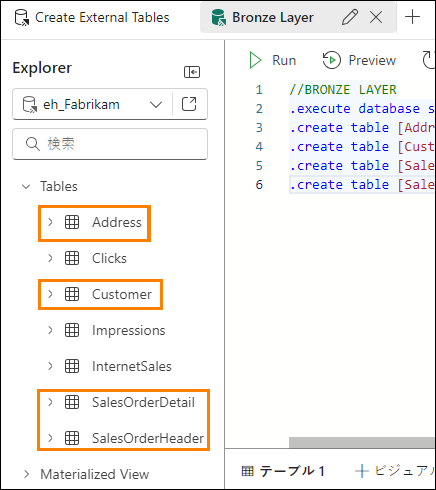 Create External Tables
Bronze Layer
Explorer
eh_Fabrikam
検索
Tables
Address
Clicks
Customer
Impressions
InternetSales
SalesOrderDetail
SalesOrderHeader
Materialized View
Run
Preview
1 //BRONZE LAYER
2 .execute database s
3 .create table [Addr
4 .create table [Cust
5 .create table [Sale
6 .create table [Sale
テーブル 1
ビジュアル